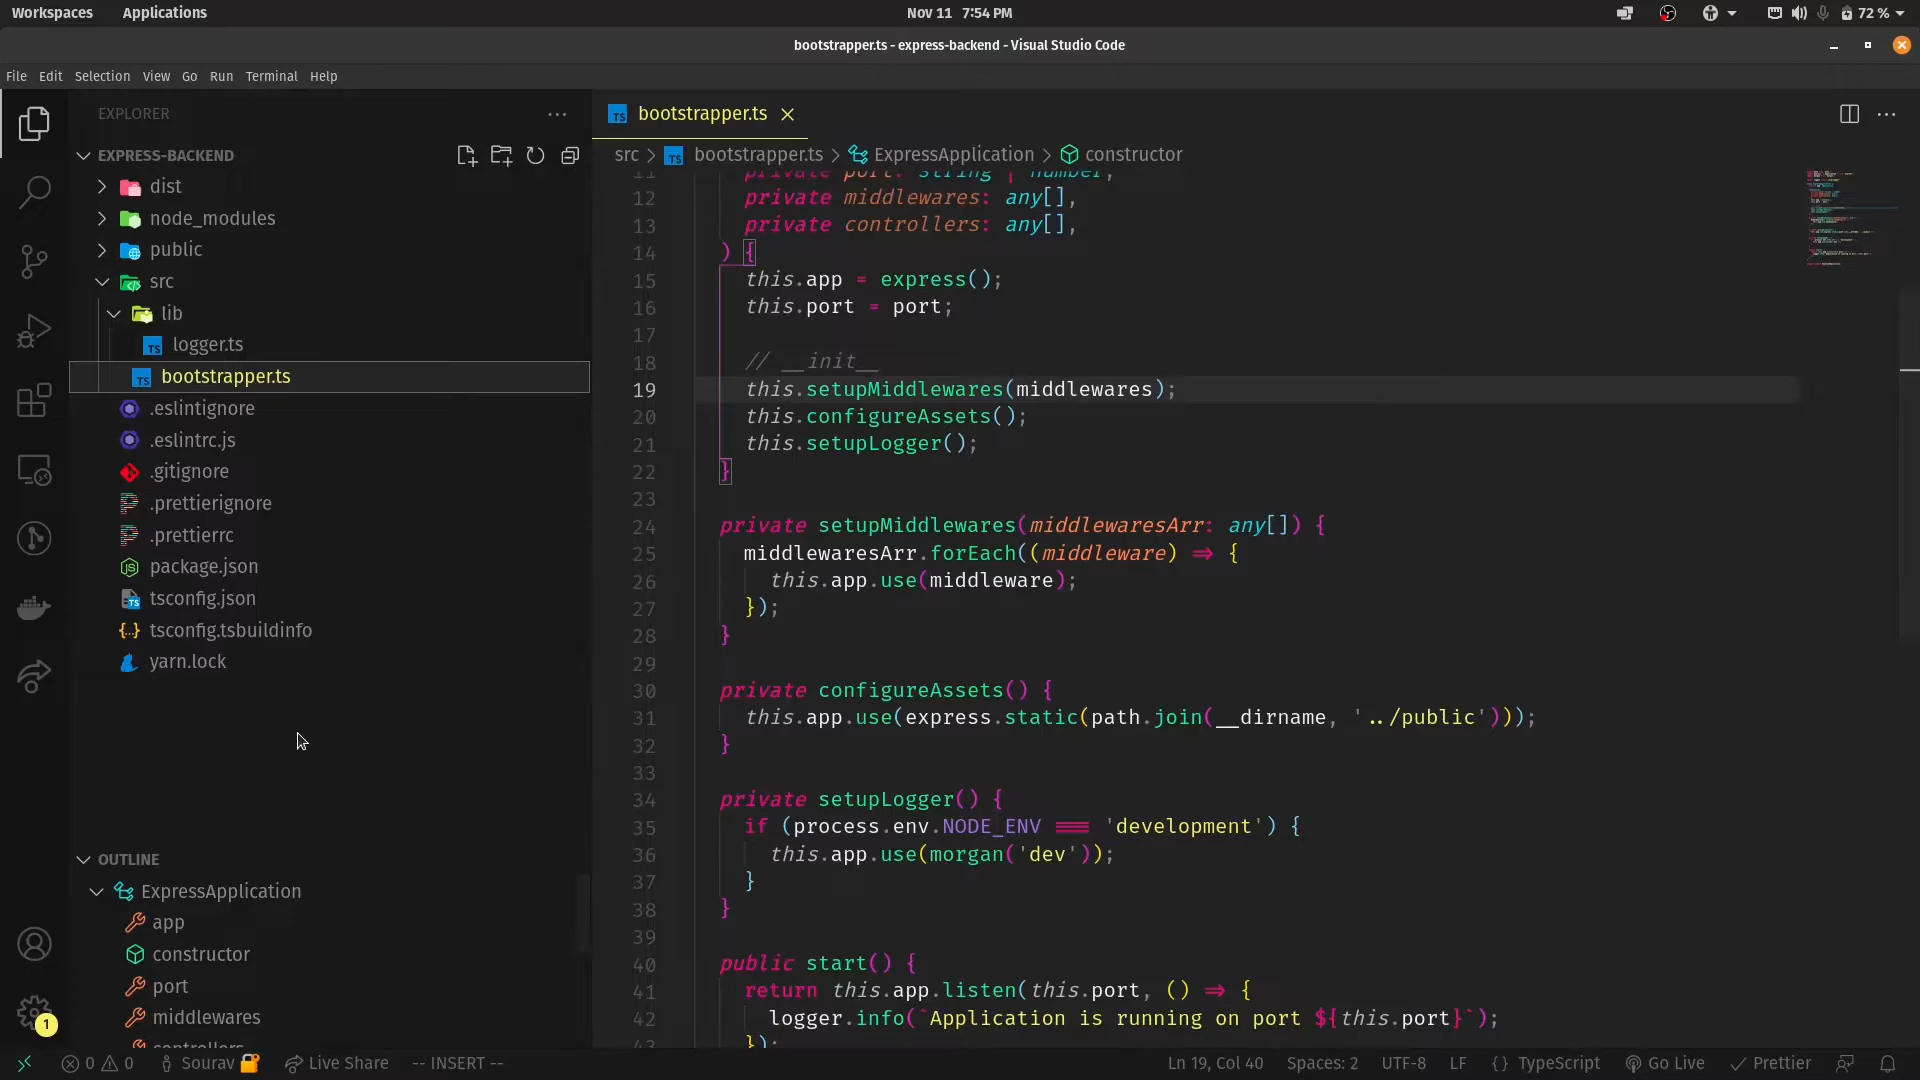 Workspaces Applications Nov 11 7:54 PM 72 %
bootstrapper.ts - express-backend - Visual Studio Code
File Edit Selection View Go Run Terminal Help
EXPLORER
EXPRESS-BACKEND
dist
node_modules
public
src
lib
logger.ts
bootstrapper.ts
.eslintignore
.eslintrc.js
.gitignore
.prettierignore
.prettierrc
package.json
tsconfig.json
tsconfig.tsbuildinfo
yarn.lock
OUTLINE
ExpressApplication
app
constructor
port
middlewares
controllers
1
bootstrapper.ts
src > bootstrapper.ts > ExpressApplication > constructor
11 private port: string | number,
12 private middlewares: any[],
13 private controllers: any[],
14 ) {
15 this.app = express();
16 this.port = port;
17
18 // __init__
19 this.setupMiddlewares(middlewares);
20 this.configureAssets();
21 this.setupLogger();
22 }
23
24 private setupMiddlewares(middlewaresArr: any[]) {
25 middlewaresArr.forEach((middleware) => {
26 this.app.use(middleware);
27 });
28 }
29
30 private configureAssets() {
31 this.app.use(express.static(path.join(__dirname, '../public')));
32 }
33
34 private setupLogger() {
35 if (process.env.NODE_ENV === 'development') {
36 this.app.use(morgan('dev'));
37 }
38 }
39
40 public start() {
41 return this.app.listen(this.port, () => {
42 logger.info(`Application is running on port ${this.port}`);
43 });
0 0 Sourav Live Share -- INSERT -- Ln 19, Col 40 Spaces: 2 UTF-8 LF {} TypeScript Go Live Prettier